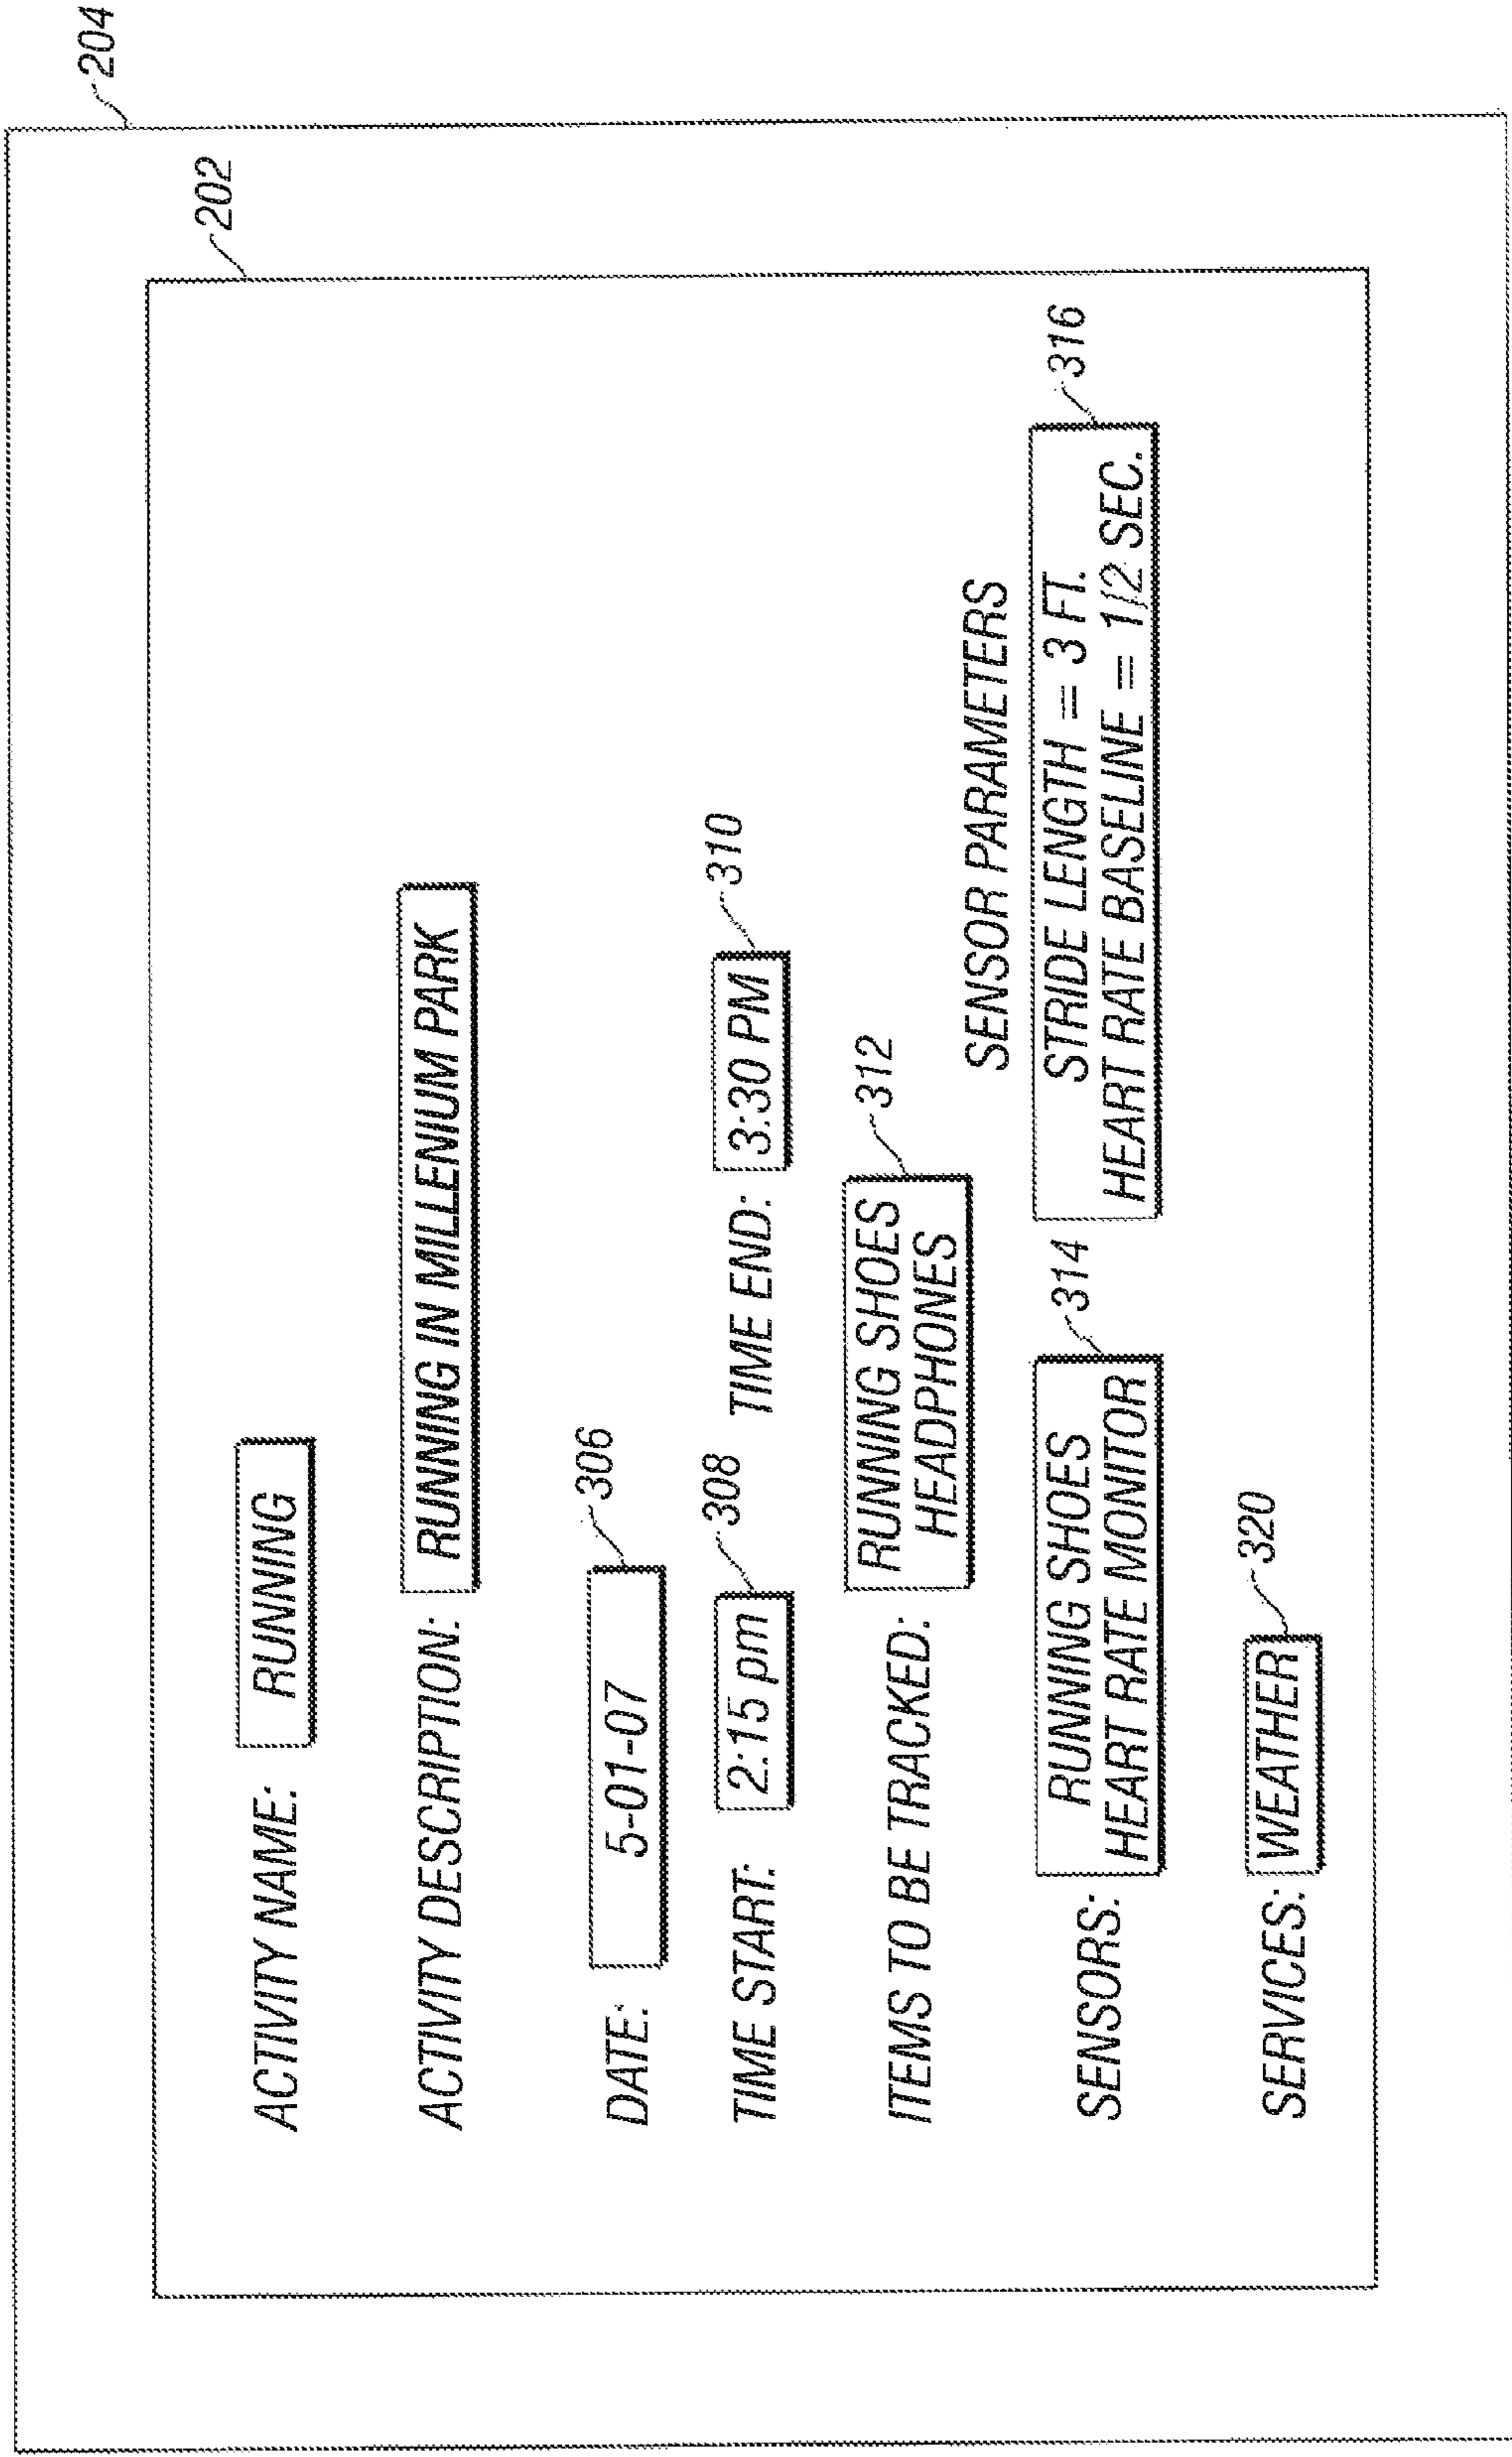 204
202
ACTIVITY NAME: RUNNING
ACTIVITY DESCRIPTION: RUNNING IN MILLENIUM PARK
306
DATE: 5-01-07
308
310
TIME START: 2:15 pm TIME END: 3:30 PM
312
ITEMS TO BE TRACKED: RUNNING SHOES
HEADPHONES
SENSOR PARAMETERS
314
316
SENSORS: RUNNING SHOES
HEART RATE MONITOR
STRIDE LENGTH = 3 FT.
HEART RATE BASELINE = 1/2 SEC.
320
SERVICES: WEATHER